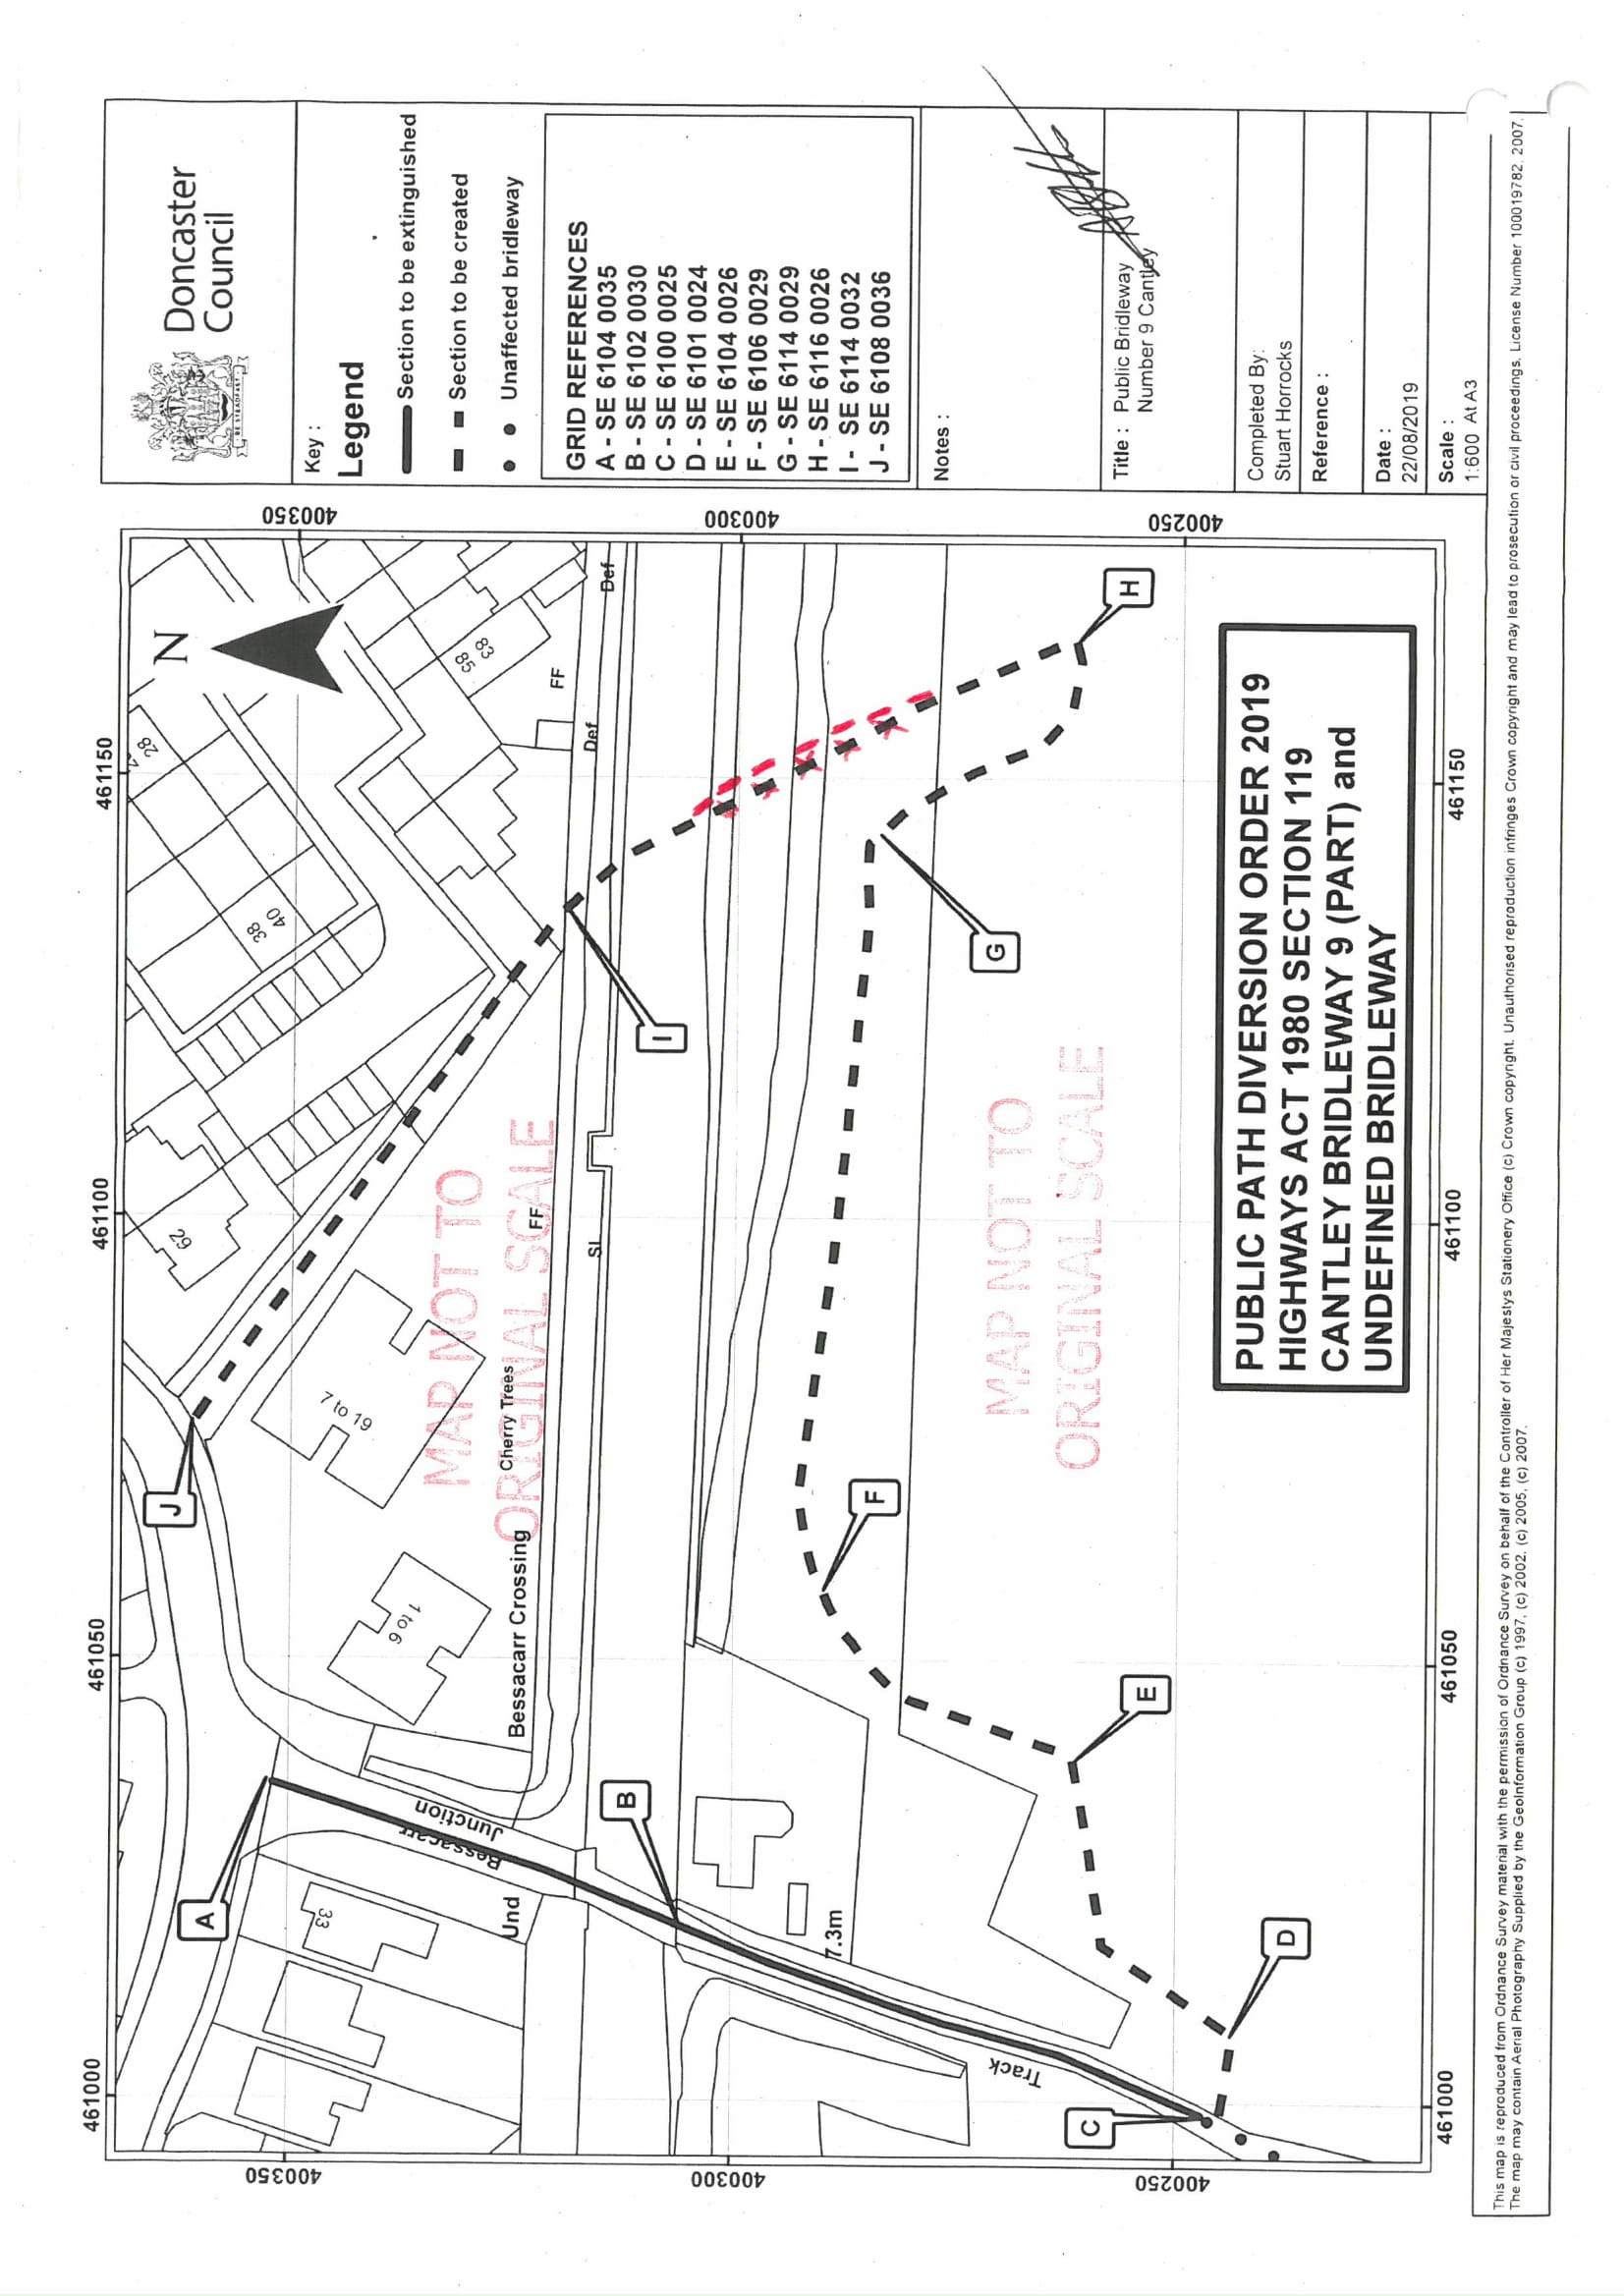 Doncaster
Council
Key :
Legend
Section to be extinguished
Section to be created
Unaffected bridleway
GRID REFERENCES
A - SE 6104 0035
B - SE 6102 0030
C - SE 6100 0025
D - SE 6101 0024
E - SE 6104 0026
F - SE 6106 0029
G - SE 6114 0029
H - SE 6116 0026
I - SE 6114 0032
J - SE 6108 0036
Notes :
Title : Public Bridleway
Number 9 Cantley
Completed By:
Stuart Horrocks
Reference :
Date :
22/08/2019
Scale :
1:600 At A3
461000
461050
461100
461150
400350
400300
400250
400350
400300
400250
461000
461050
461100
461150
N
A
B
C
D
E
F
G
H
I
J
28
38
40
85
83
29
7 to 19
1 to 6
33
FF
FF
Def
Def
SL
Und
Cherry Trees
Bessacarr Crossing
Bessacarr
Junction
7.3m
Track
MAP NOT TO
ORIGINAL SCALE
MAP NOT TO
ORIGINAL SCALE
PUBLIC PATH DIVERSION ORDER 2019
HIGHWAYS ACT 1980 SECTION 119
CANTLEY BRIDLEWAY 9 (PART) and
UNDEFINED BRIDLEWAY
This map is reproduced from Ordnance Survey material with the permission of Ordnance Survey on behalf of the Controller of Her Majestys Stationery Office (c) Crown copyright. Unauthorised reproduction infringes Crown copyright and may lead to prosecution or civil proceedings. License Number 100019782. 2007.
The map may contain Aerial Photography Supplied by the GeoInformation Group (c) 1997, (c) 2002, (c) 2005, (c) 2007.